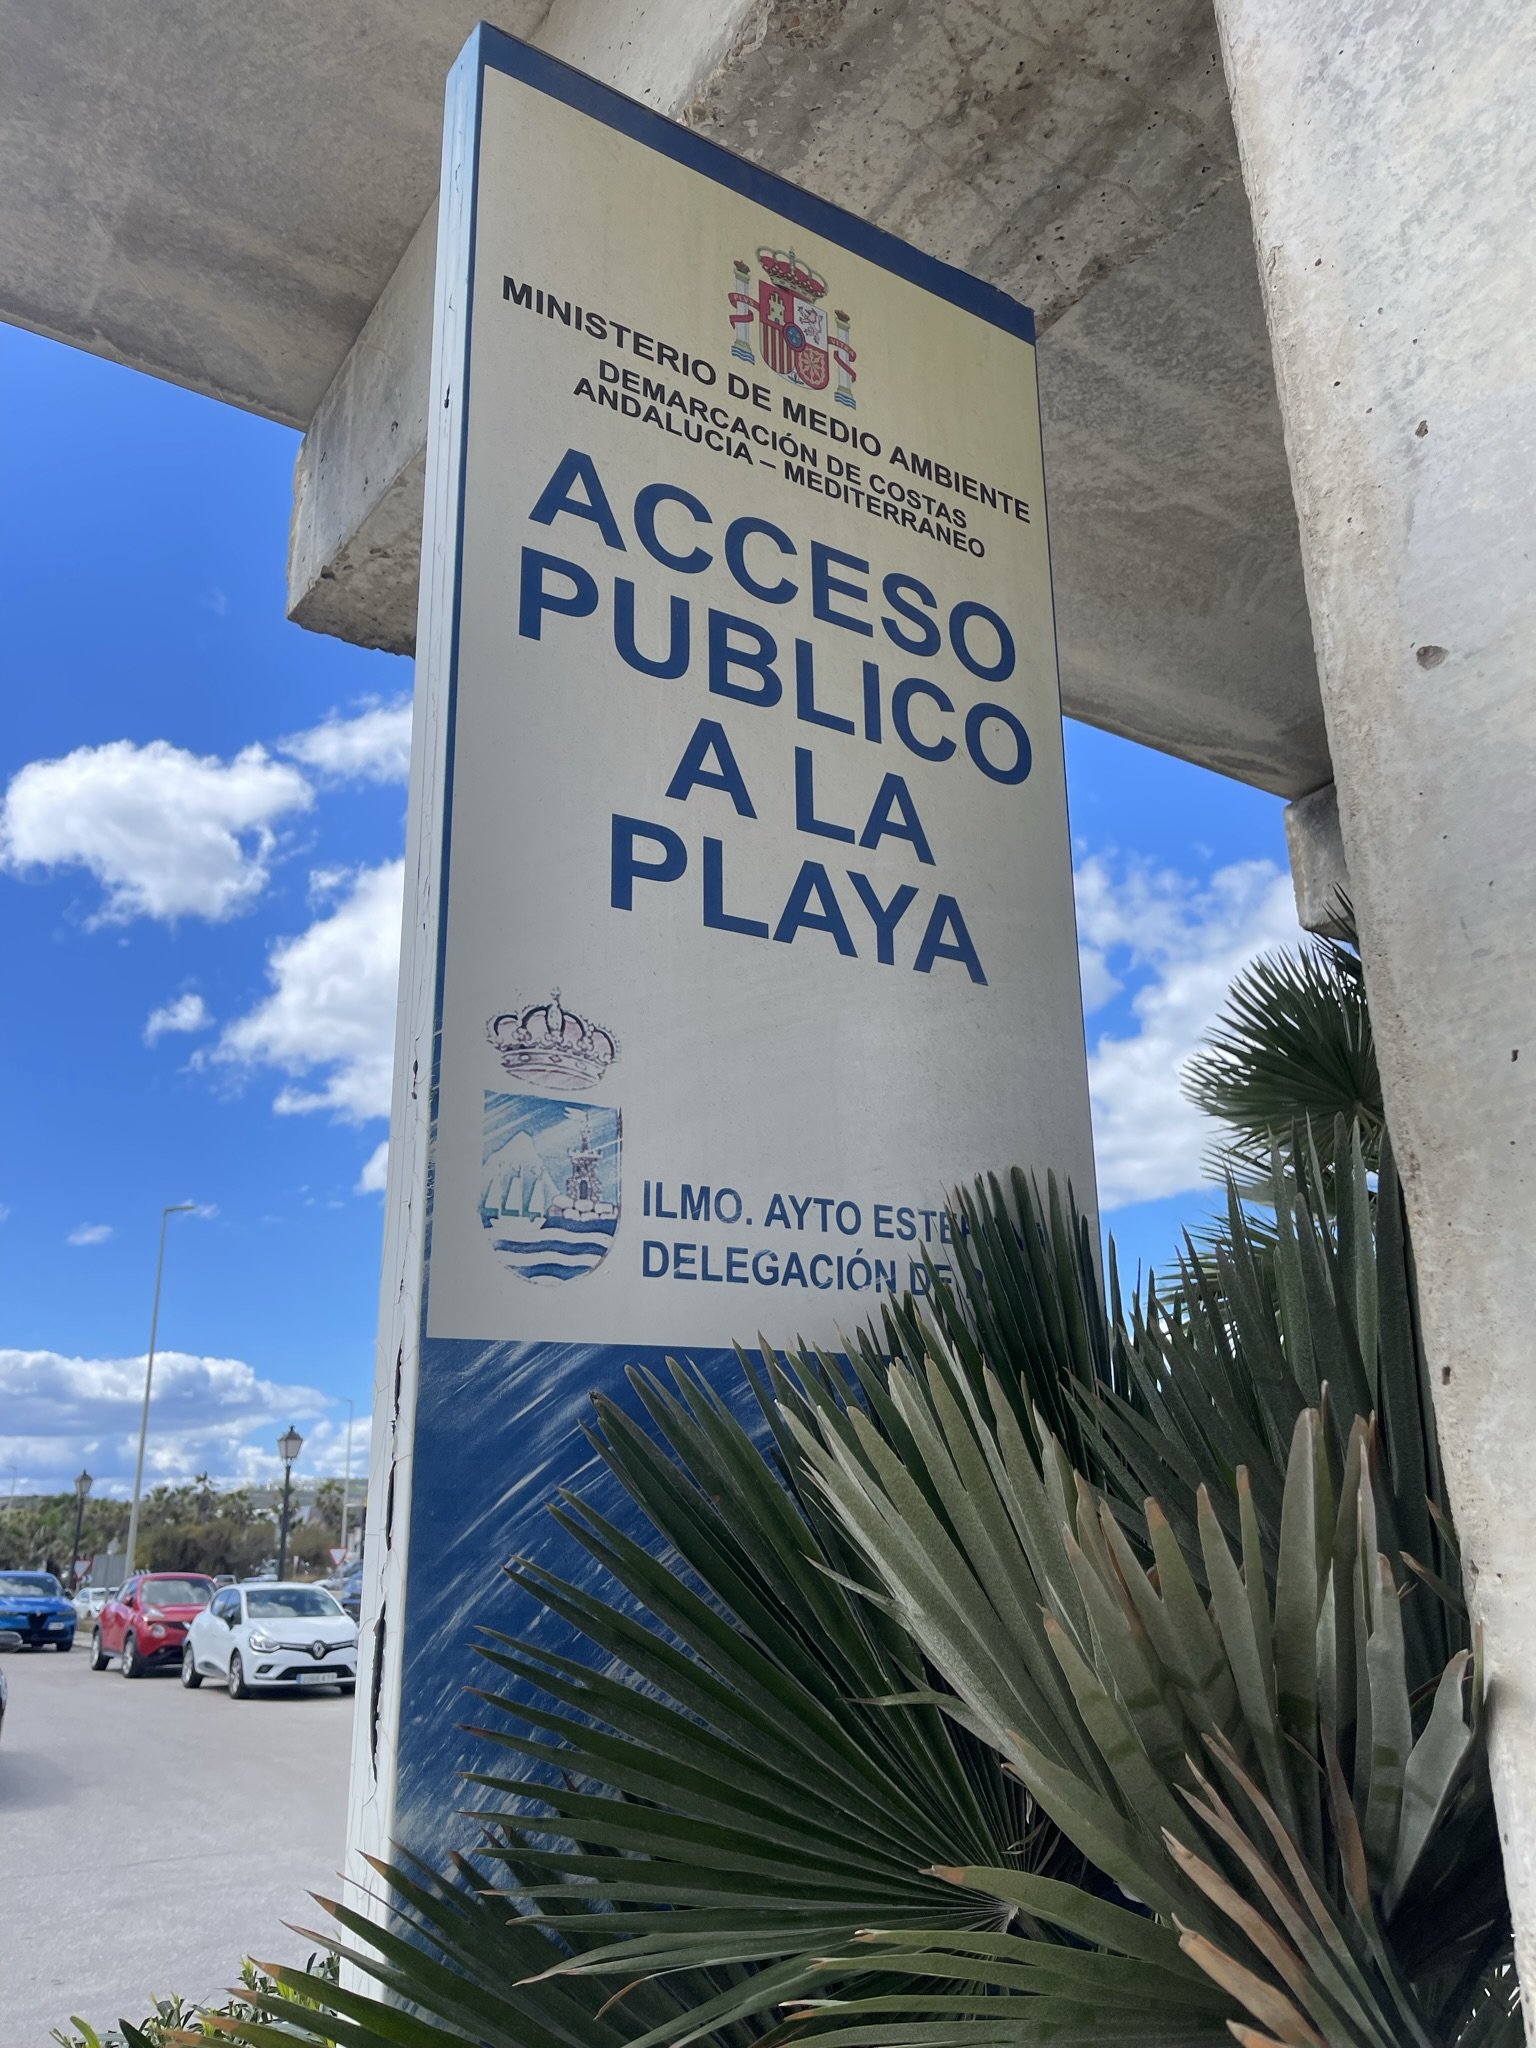 MINISTERIO DE MEDIO AMBIENTE
DEMARCACIÓN DE COSTAS
ANDALUCIA – MEDITERRANEO
ACCESO
PUBLICO
A LA
PLAYA
ILMO. AYTO
DELEGACIÓN DE